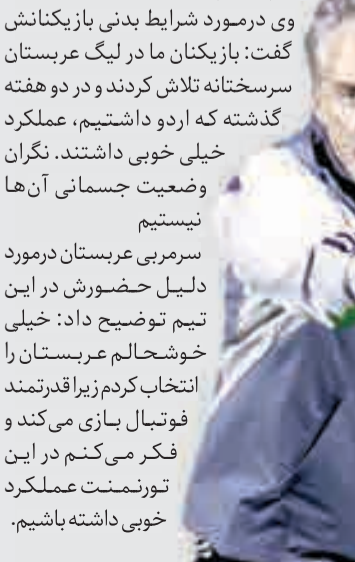 وی درمورد شرایط بدنی بازیکنانش
گفت: بازیکنان ما در لیگ عربستان
سرسختانه تلاش کردند و در دو هفته
گذشته که اردو داشتیم، عملکرد
خیلی خوبی داشتند. نگران
وضعیت جسمانی آن‌ها
نیستیم
سرمربی عربستان درمورد
دلیل حضورش در این
تیم توضیح داد: خیلی
خوشحالم عربستان را
انتخاب کردم زیرا قدرتمند
فوتبال بازی می‌کند و
فکر می‌کنم در این
تورنمنت عملکرد
خوبی داشته باشیم.